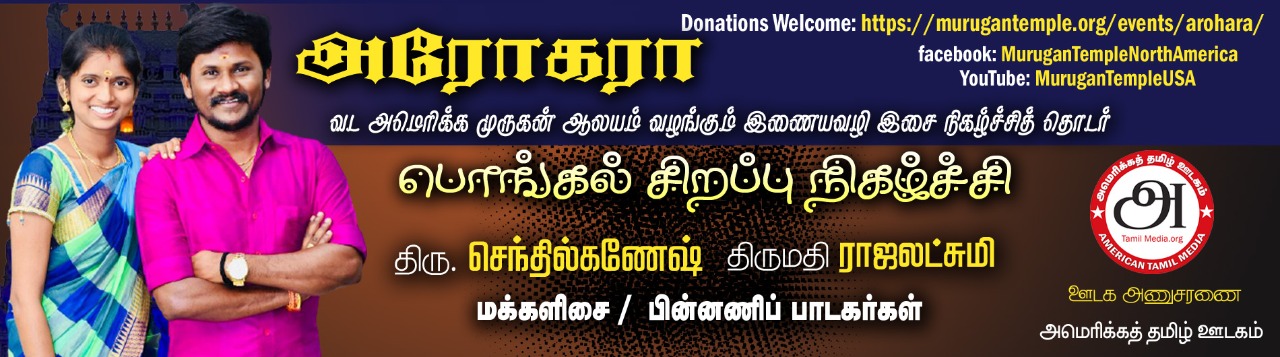 Donations Welcome: https://murugantemple.org/events/arohara/
அரோகரா
facebook: MuruganTempleNorthAmerica
YouTube: MuruganTempleUSA
வட அமெரிக்க முருகன் ஆலயம் வழங்கும் இணையவழி இசை நிகழ்ச்சித் தொடர்
பொங்கல் சிறப்பு நிகழ்ச்சி
திரு. செந்தில்கணேஷ் திருமதி ராஜலட்சுமி
மக்களிசை / பின்னணிப் பாடகர்கள்
அமெரிக்கத் தமிழ் ஊடகம்
அ
Tamil Media.org
AMERICAN TAMIL MEDIA
ஊடக அனுசரணை
அமெரிக்கத் தமிழ் ஊடகம்